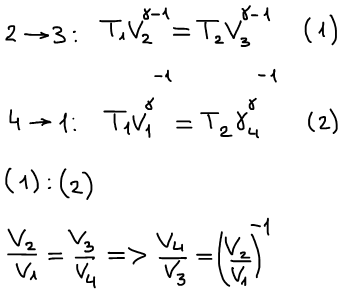 2 → 3: T₁V₂^γ-1 = T₂V₃^γ-1 (1)
4 → 1: T₁V₁^γ-1 = T₂γ₄^γ-1 (2)
(1):(2)
V₂/V₁ = V₃/V₄ => V₄/V₃ = (V₂/V₁)^-1